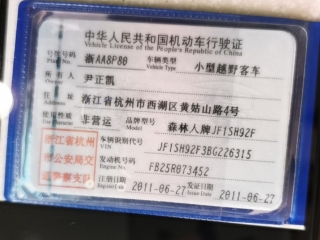 中华人民共和国机动车行驶证
Vehicle License of the People's Republic of China
号牌号码 浙AA8F80 车辆类型 小型越野客车
Plate No. Vehicle Type
所有人 尹正凯
Owner
住址 浙江省杭州市西湖区黄姑山路4号
Address
使用性质 非营运 品牌型号 森林人牌JF1SH92F
Model
浙江省杭州市公安局交通警察支队
车辆识别代号 JF1SH92F3BG226315
VIN
发动机号码 FB25R073452
Engine No.
注册日期 2011-06-27 发证日期 2011-06-27
Register Date Issue Date